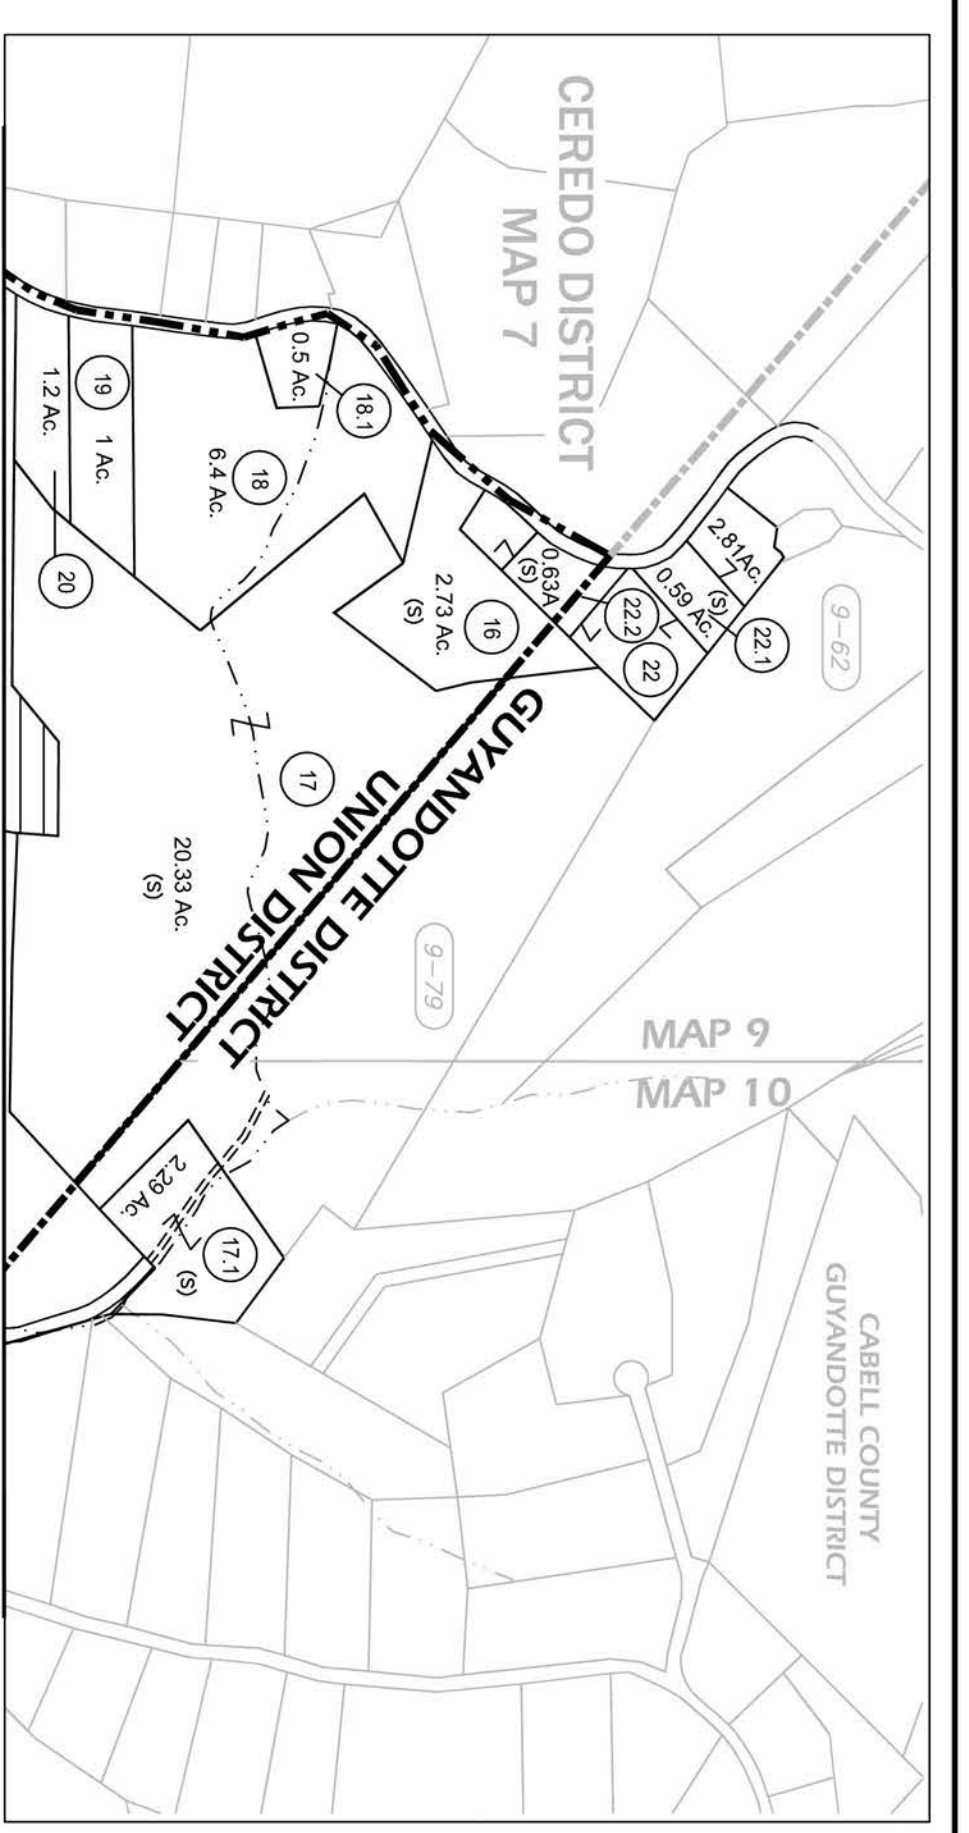 CEREDO DISTRICT
MAP 7
0.5 Ac.
18.1
19
1 Ac.
1.2 Ac.
20
18
6.4 Ac.
2.81Ac.
(S)
0.59 Ac.
22.1
0.63A
(S)
22.2
22
16
2.73 Ac.
(S)
9-62
GUYANDOTTE DISTRICT
UNION DISTRICT
17
20.33 Ac.
(S)
9-79
MAP 9
MAP 10
2.29 Ac.
17.1
(S)
CABELL COUNTY
GUYANDOTTE DISTRICT